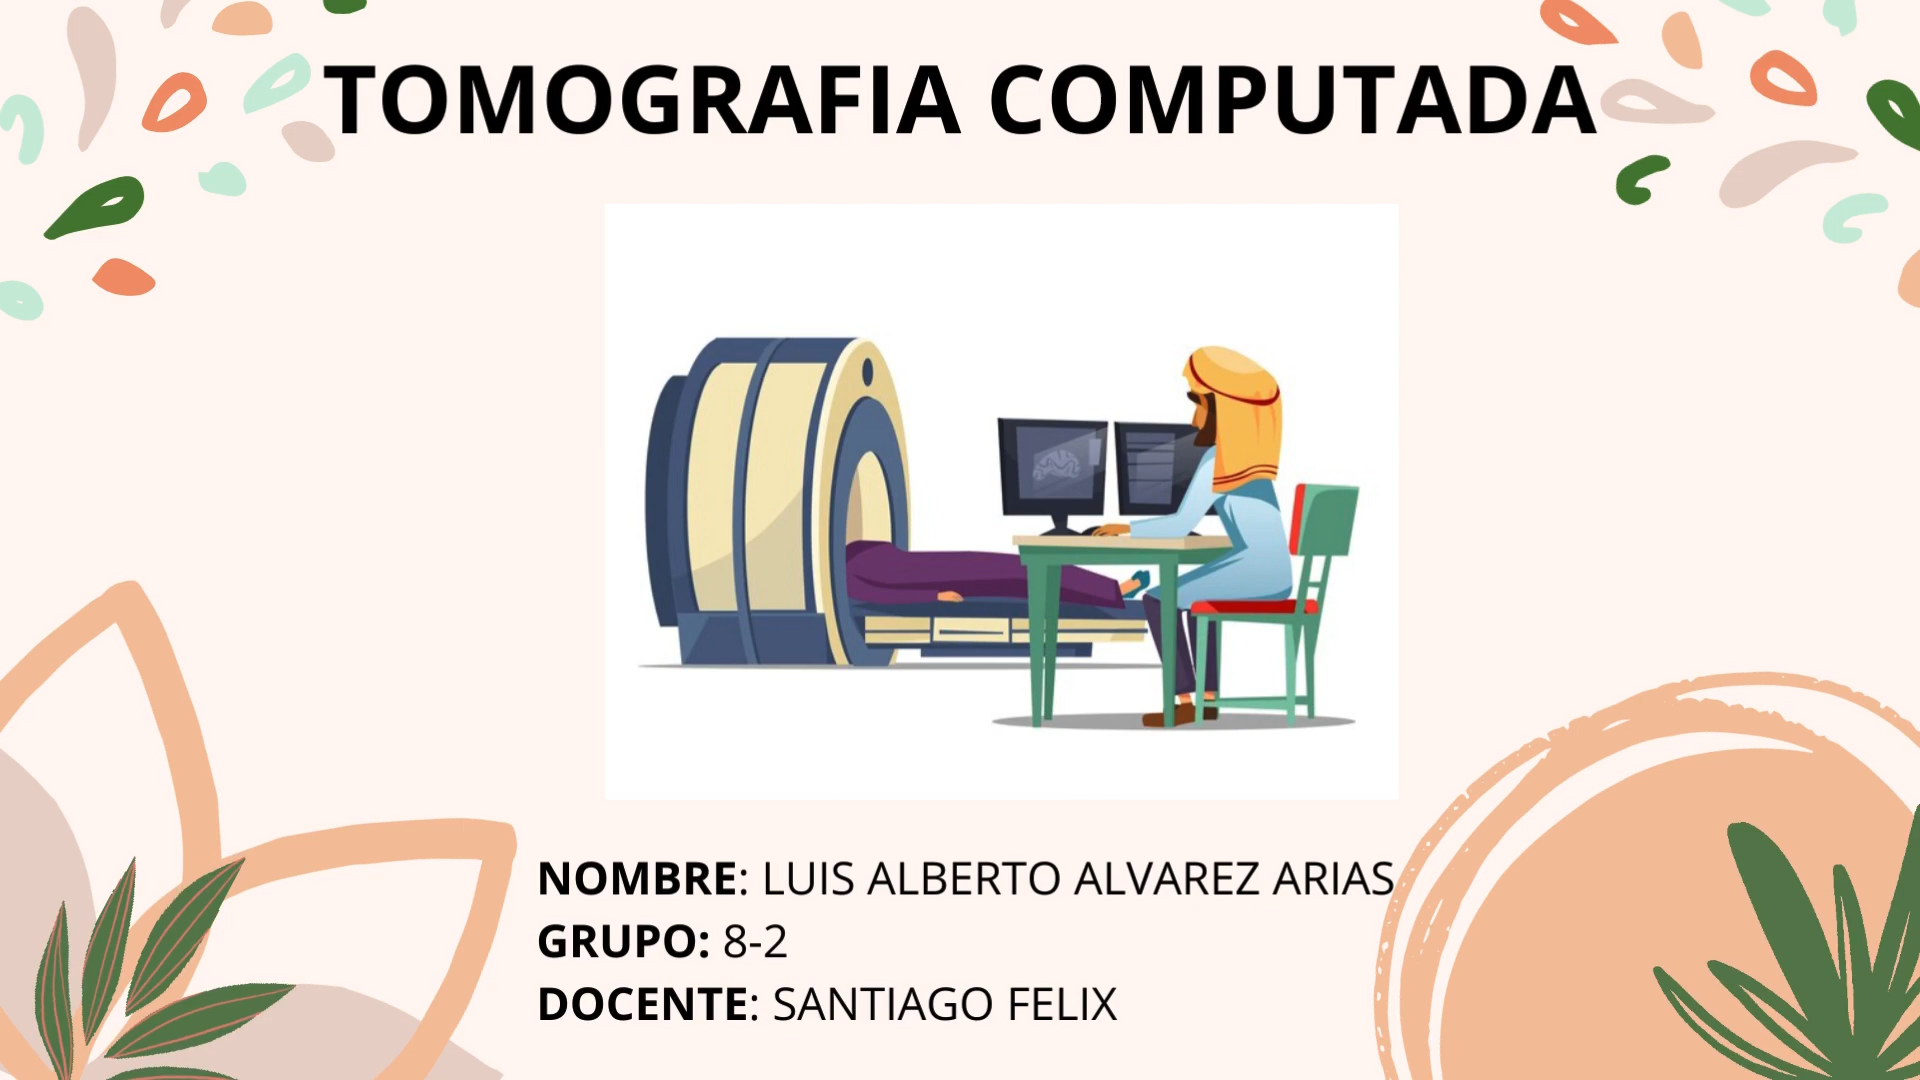 TOMOGRAFIA COMPUTADA
NOMBRE: LUIS ALBERTO ALVAREZ ARIAS
GRUPO: 8-2
DOCENTE: SANTIAGO FELIX